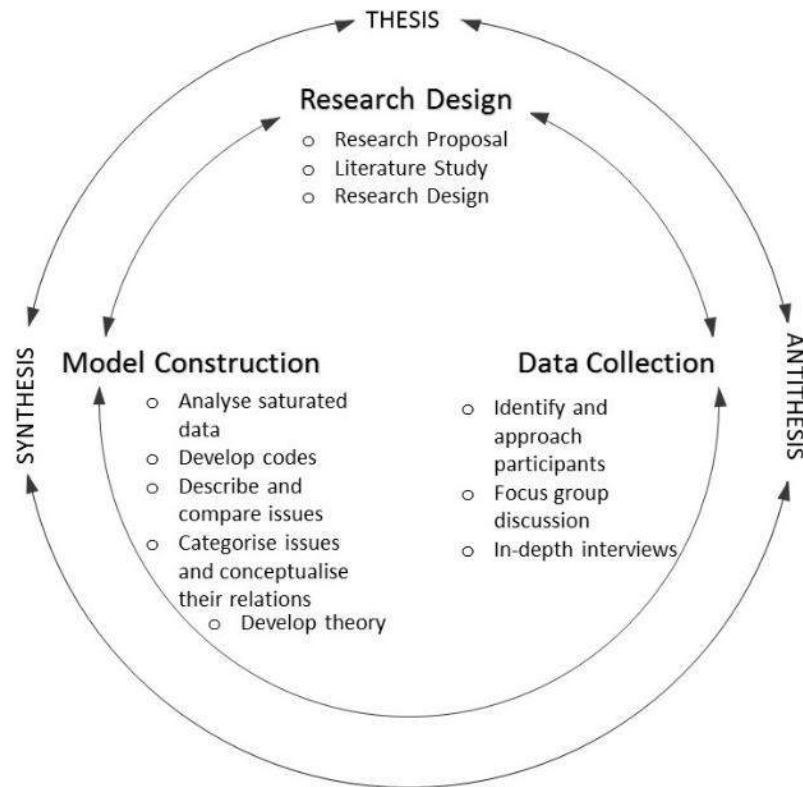 THESIS
Research Design
o Research Proposal
o Literature Study
o Research Design
SYNTHESIS
Model Construction
o Analyse saturated
data
o Develop codes
o Describe and
compare issues
o Categorise issues
and conceptualise
their relations
o Develop theory
Data Collection
o Identify and
approach
participants
o Focus group
discussion
o In-depth interviews
ANTITHESIS